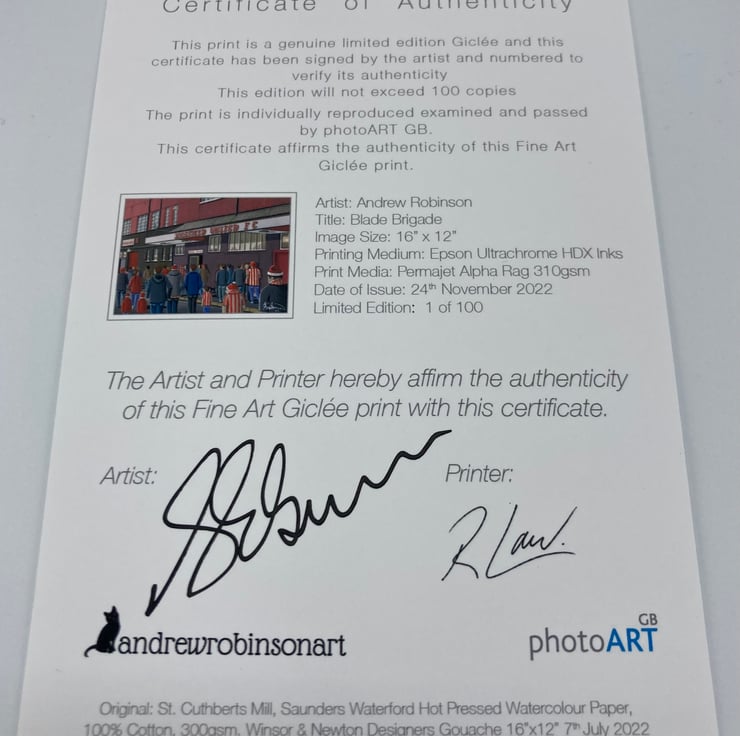 Certificate of Authenticity
This print is a genuine limited edition Giclée and this
certificate has been signed by the artist and numbered to
verify its authenticity
This edition will not exceed 100 copies
The print is individually reproduced examined and passed
by photoART GB.
This certificate affirms the authenticity of this Fine Art
Giclée print.
UNITED F.C
Artist: Andrew Robinson
Title: Blade Brigade
Image Size: 16" x 12"
Printing Medium: Epson Ultrachrome HDX Inks
Print Media: Permajet Alpha Rag 310gsm
Date of Issue: 24th November 2022
Limited Edition: 1 of 100
The Artist and Printer hereby affirm the authenticity
of this Fine Art Giclée print with this certificate.
Artist:
Printer:
R Law.
andrewrobinsonart
photoART GB
Original: St. Cuthberts Mill, Saunders Waterford Hot Pressed Watercolour Paper,
100% Cotton, 300gsm, Winsor & Newton Designers Gouache 16"x12" 7th July 2022